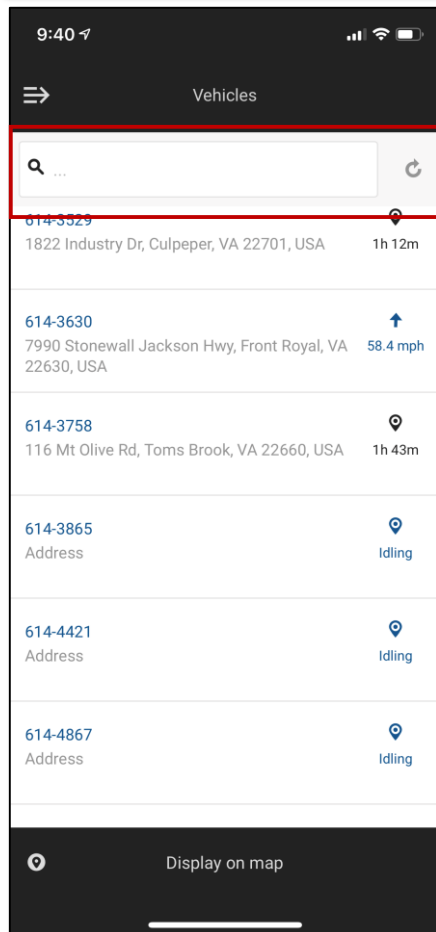 9:40
Vehicles
...
614-3529
1822 Industry Dr, Culpeper, VA 22701, USA
1h 12m
614-3630
7990 Stonewall Jackson Hwy, Front Royal, VA
58.4 mph
22630, USA
614-3758
116 Mt Olive Rd, Toms Brook, VA 22660, USA
1h 43m
614-3865
Address
Idling
614-4421
Address
Idling
614-4867
Address
Idling
Display on map